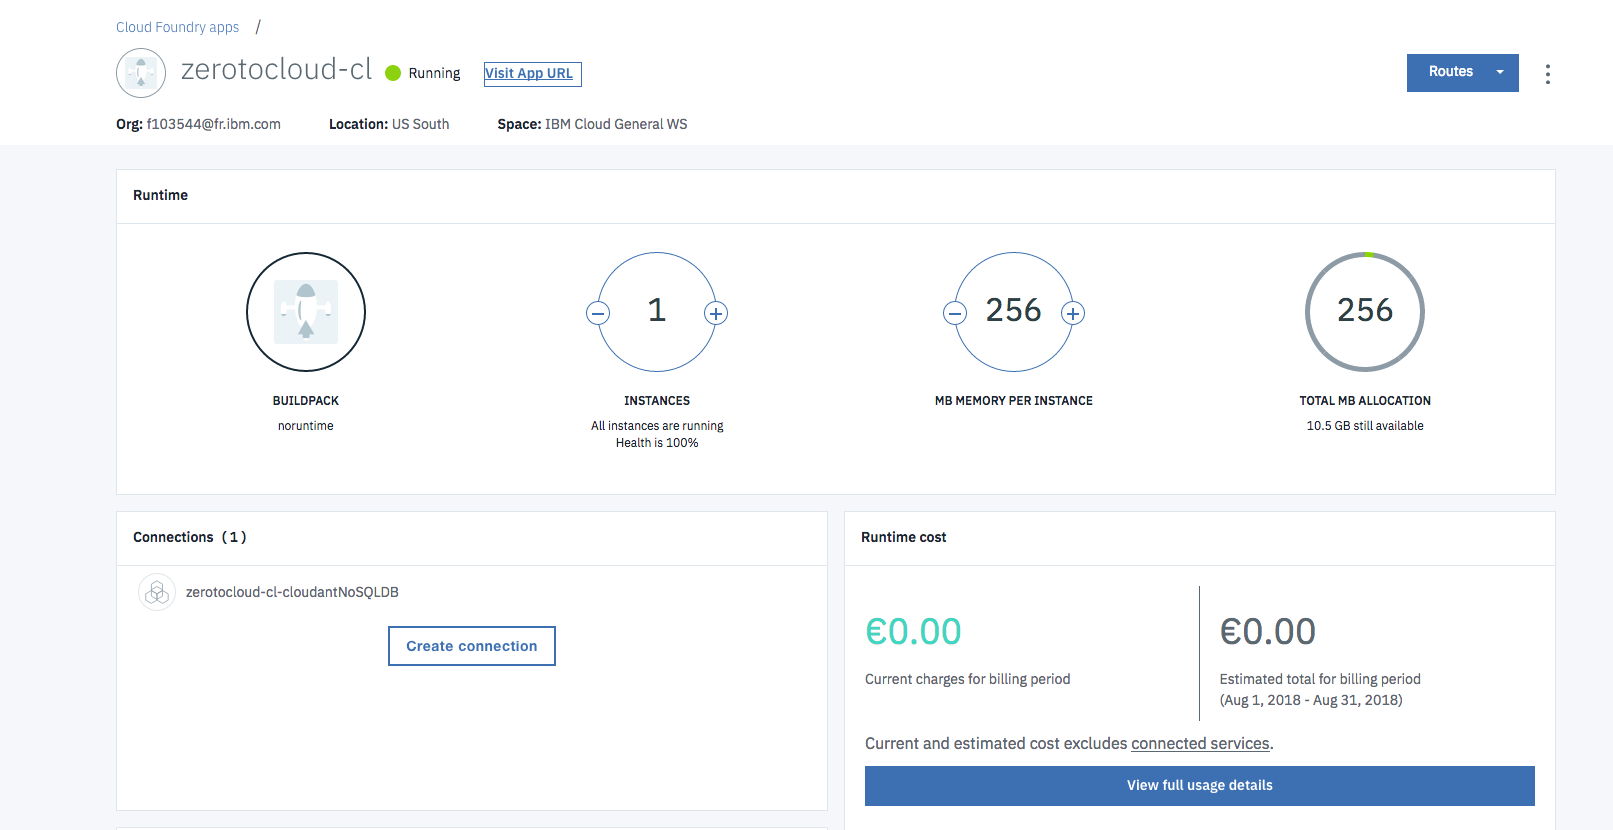 Cloud Foundry apps /
zerotocloud-cl Running Visit App URL
Routes
Org: f103544@fr.ibm.com Location: US South Space: IBM Cloud General WS
Runtime
1
256
256
BUILDPACK
noruntime
INSTANCES
All instances are running
Health is 100%
MB MEMORY PER INSTANCE
TOTAL MB ALLOCATION
10.5 GB still available
Connections (1)
zerotocloud-cl-cloudantNoSQLDB
Create connection
Runtime cost
€0.00
Current charges for billing period
€0.00
Estimated total for billing period
(Aug 1, 2018 - Aug 31, 2018)
Current and estimated cost excludes connected services.
View full usage details